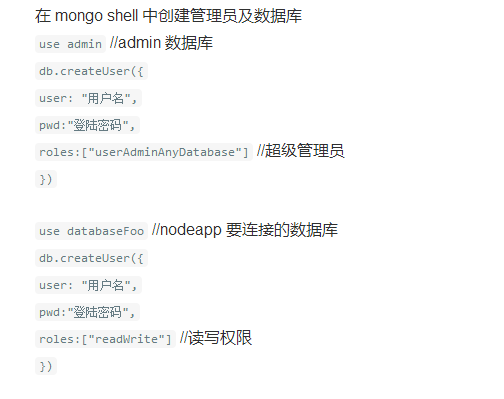 在 mongo shell 中创建管理员及数据库
use admin //admin 数据库
db.createUser({
user: "用户名",
pwd:"登陆密码",
roles:["userAdminAnyDatabase"] //超级管理员
})
use databaseFoo //nodeapp 要连接的数据库
db.createUser({
user: "用户名",
pwd:"登陆密码",
roles:["readWrite"] //读写权限
})